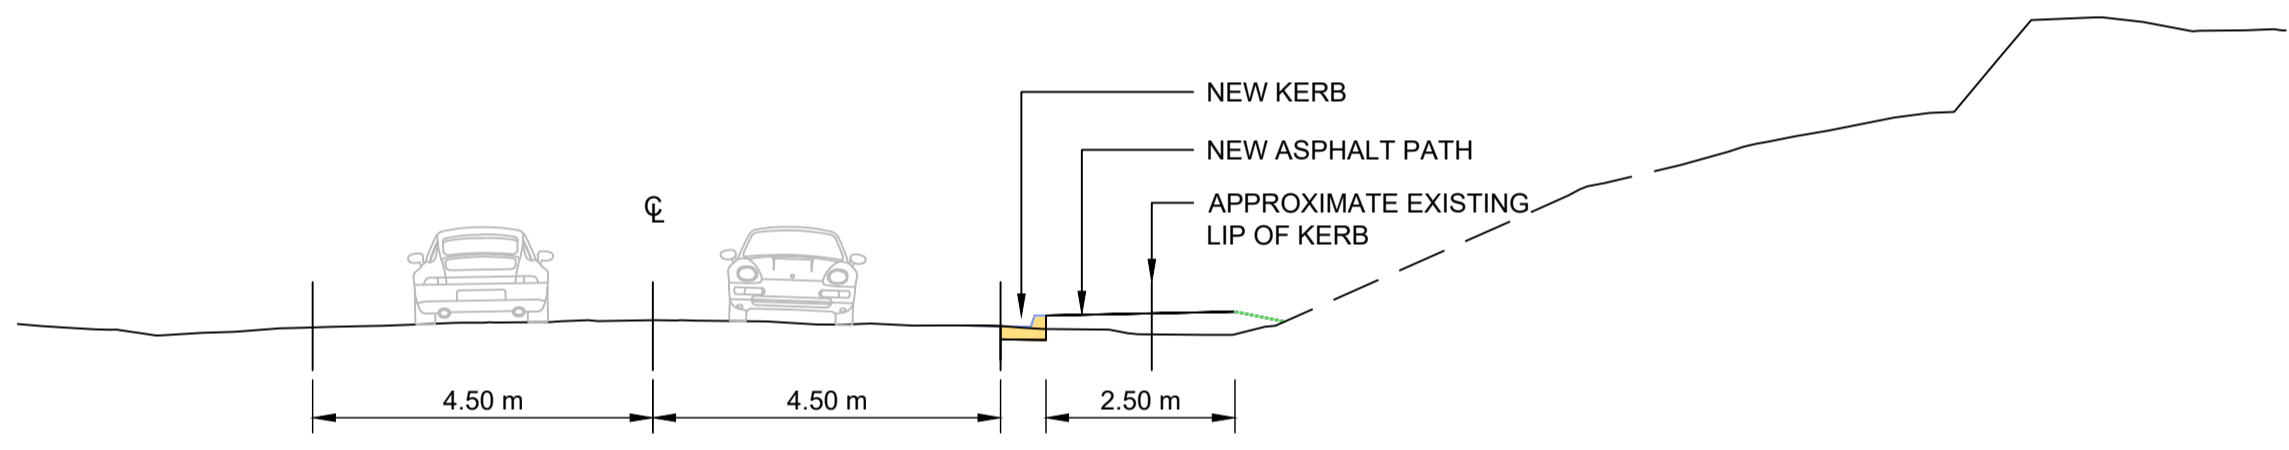 NEW KERB
NEW ASPHALT PATH
APPROXIMATE EXISTING
LIP OF KERB
℄
4.50 m
4.50 m
2.50 m